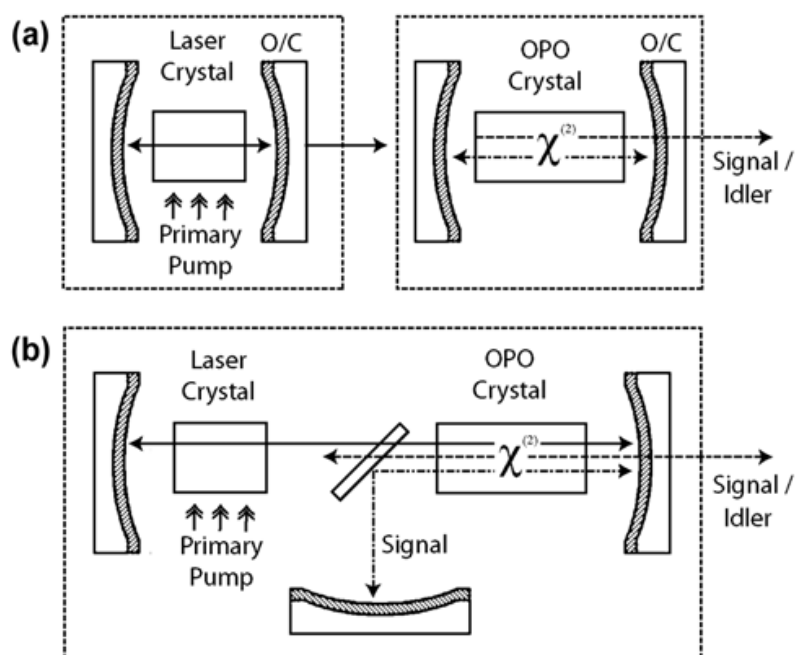 (a)
Laser
Crystal
O/C
Primary
Pump
OPO
Crystal
O/C
χ(2)
Signal /
Idler
(b)
Laser
Crystal
OPO
Crystal
χ(2)
Primary
Pump
Signal
Signal /
Idler